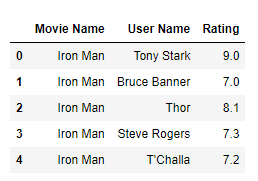 Movie Name User Name Rating
0 Iron Man Tony Stark 9.0
1 Iron Man Bruce Banner 7.0
2 Iron Man Thor 8.1
3 Iron Man Steve Rogers 7.3
4 Iron Man T'Challa 7.2